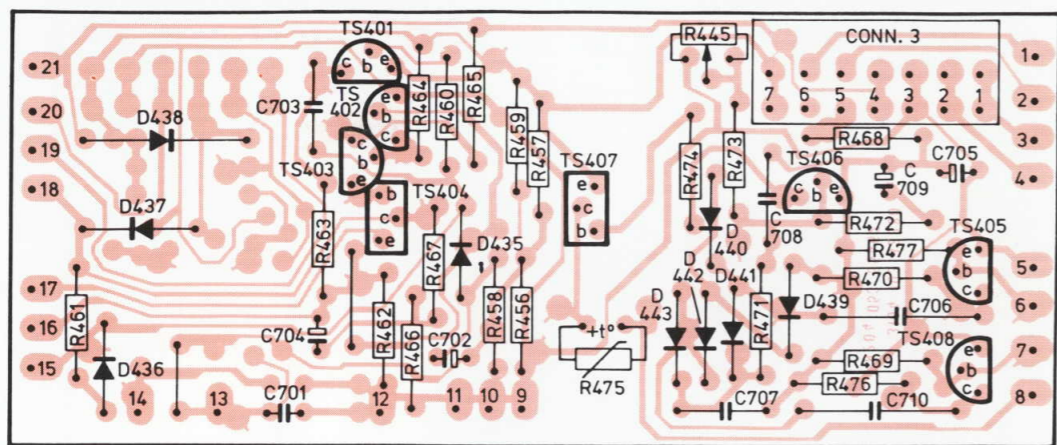 TS401
R445
CONN. 3
21
1
c
b
e
20
D438
C703
TS
402
R464
R460
R465
7
6
5
4
3
2
1
2
e
b
c
R459
R457
R474
R473
R468
3
19
TS403
c
b
e
TS407
TS406
C
709
C705
4
18
D437
TS404
b
c
e
R463
e
c
b
D
440
C
708
c
b
e
R472
TS405
R467
D435
1
R477
e
b
c
5
17
R461
R458
R456
D
442
D441
R471
D439
R470
6
16
C704
R462
R466
C702
+t°
D
443
C706
TS408
7
15
D436
R475
R469
e
b
c
R476
8
14
13
C701
12
11
10
9
C707
C710